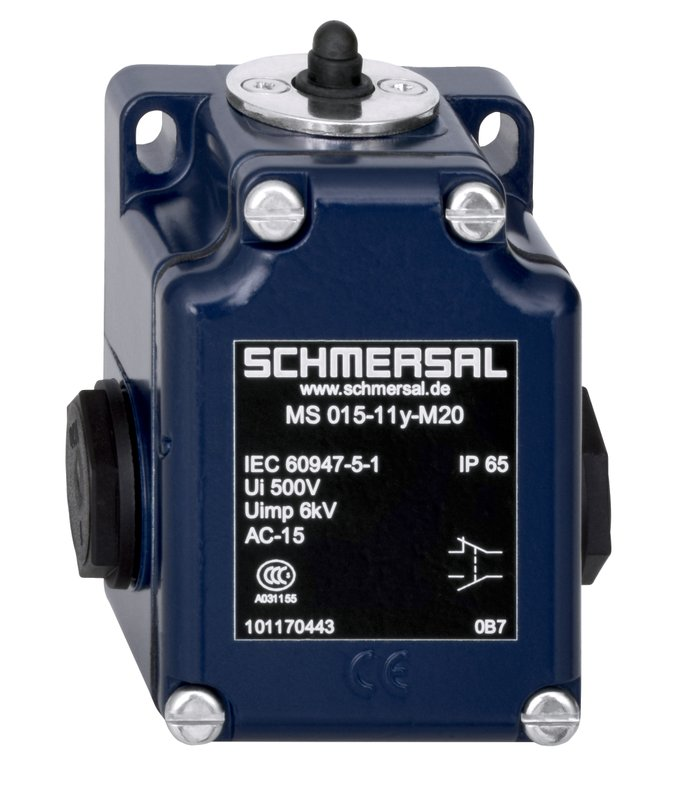 SCHMERSAL
www.schmersal.de
MS 015-11y-M20
IEC 60947-5-1 IP 65
Ui 500V
Uimp 6kV
AC-15
CCC
A031155
101170443 0B7
CE